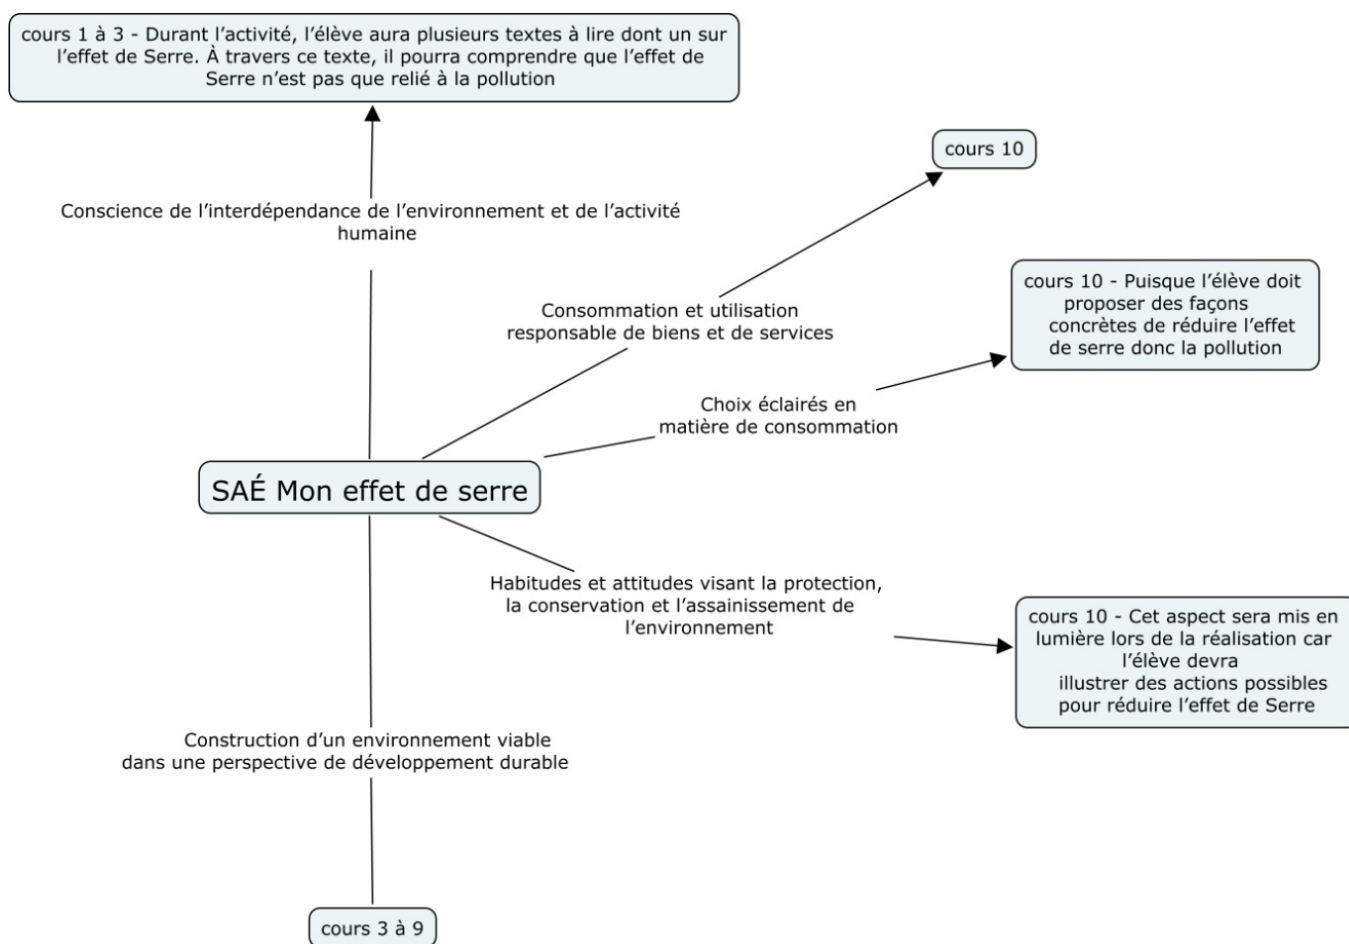 cours 1 à 3 - Durant l’activité, l’élève aura plusieurs textes à lire dont un sur
l’effet de Serre. À travers ce texte, il pourra comprendre que l’effet de
Serre n’est pas que relié à la pollution
cours 10
Conscience de l’interdépendance de l’environnement et de l’activité
humaine
cours 10 - Puisque l’élève doit
proposer des façons
concrètes de réduire l’effet
de serre donc la pollution
Consommation et utilisation
responsable de biens et de services
Choix éclairés en
matière de consommation
SAÉ Mon effet de serre
Habitudes et attitudes visant la protection,
la conservation et l’assainissement de
l’environnement
cours 10 - Cet aspect sera mis en
lumière lors de la réalisation car
l’élève devra
illustrer des actions possibles
pour réduire l’effet de Serre
Construction d’un environnement viable
dans une perspective de développement durable
cours 3 à 9